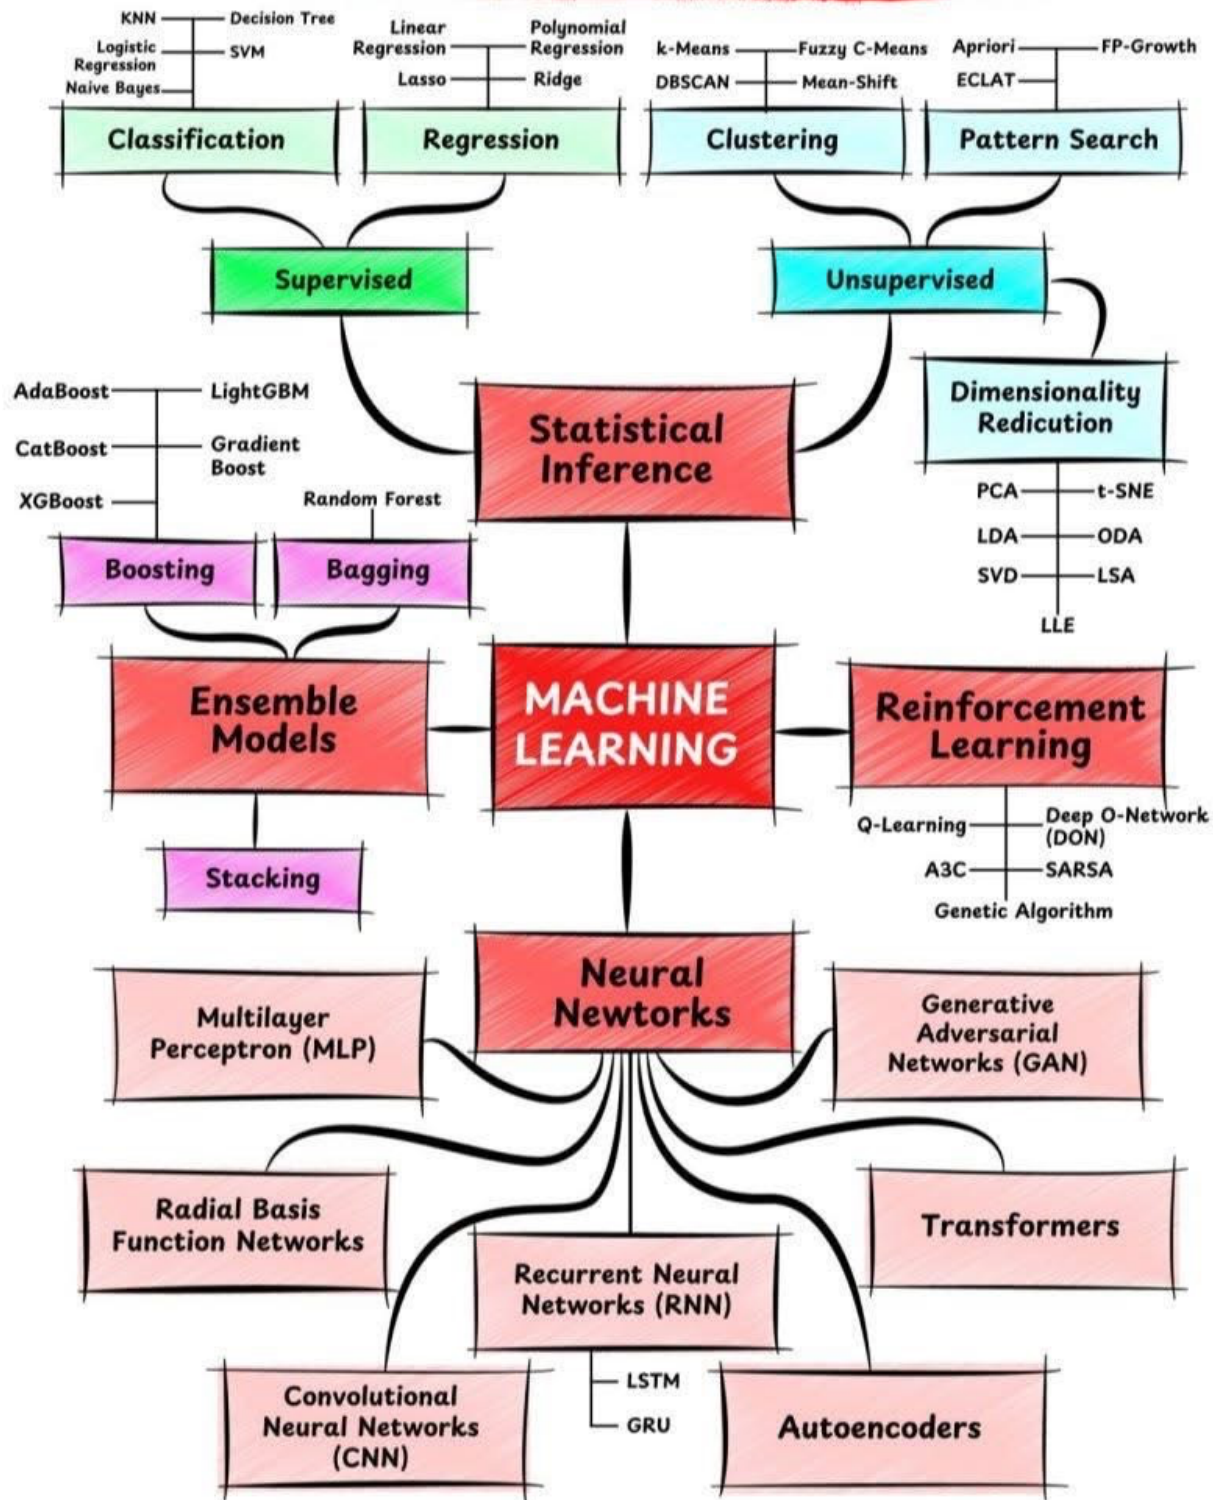 KNN
Decision Tree
Logistic
Regression
SVM
Naive Bayes
Classification
Linear
Regression
Polynomial
Regression
Lasso
Ridge
Regression
k-Means
Fuzzy C-Means
DBSCAN
Mean-Shift
Clustering
Apriori
FP-Growth
ECLAT
Pattern Search
Supervised
Unsupervised
Dimensionality
Redicution
PCA
t-SNE
LDA
ODA
SVD
LSA
LLE
Statistical
Inference
AdaBoost
LightGBM
CatBoost
Gradient
Boost
XGBoost
Random Forest
Boosting
Bagging
Ensemble
Models
Stacking
MACHINE
LEARNING
Reinforcement
Learning
Q-Learning
Deep O-Network
(DON)
A3C
SARSA
Genetic Algorithm
Neural
Newtorks
Multilayer
Perceptron (MLP)
Generative
Adversarial
Networks (GAN)
Radial Basis
Function Networks
Transformers
Recurrent Neural
Networks (RNN)
LSTM
GRU
Convolutional
Neural Networks
(CNN)
Autoencoders